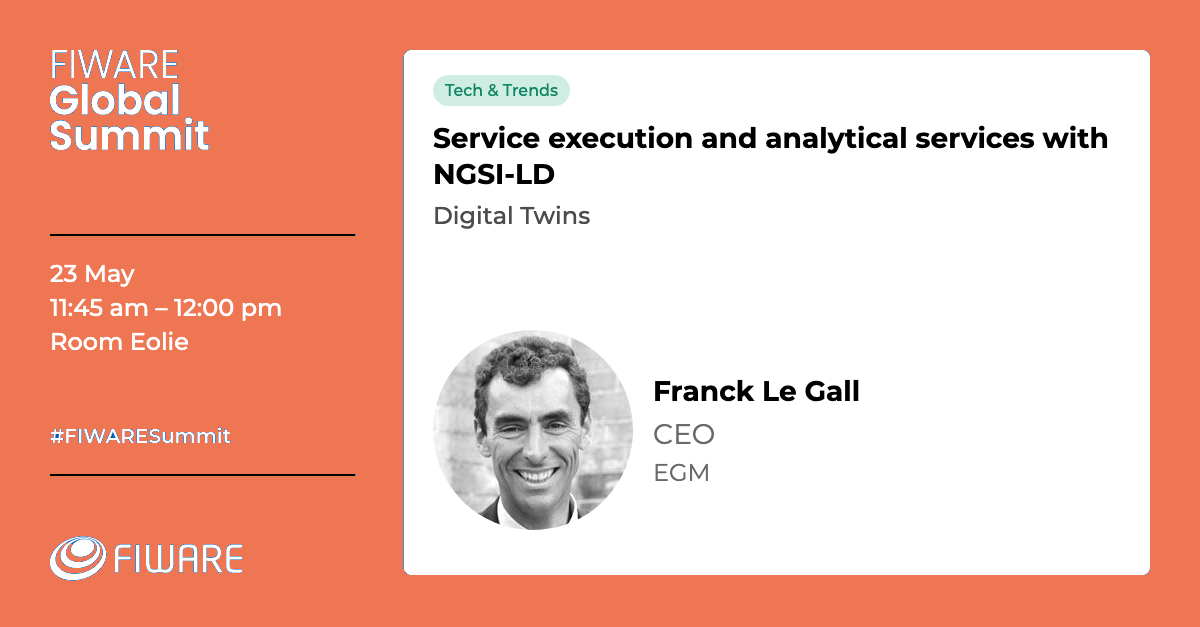 FIWARE
Global
Summit
23 May
11:45 am – 12:00 pm
Room Eolie
#FIWARESummit
FIWARE
Tech & Trends
Service execution and analytical services with
NGSI-LD
Digital Twins
Franck Le Gall
CEO
EGM